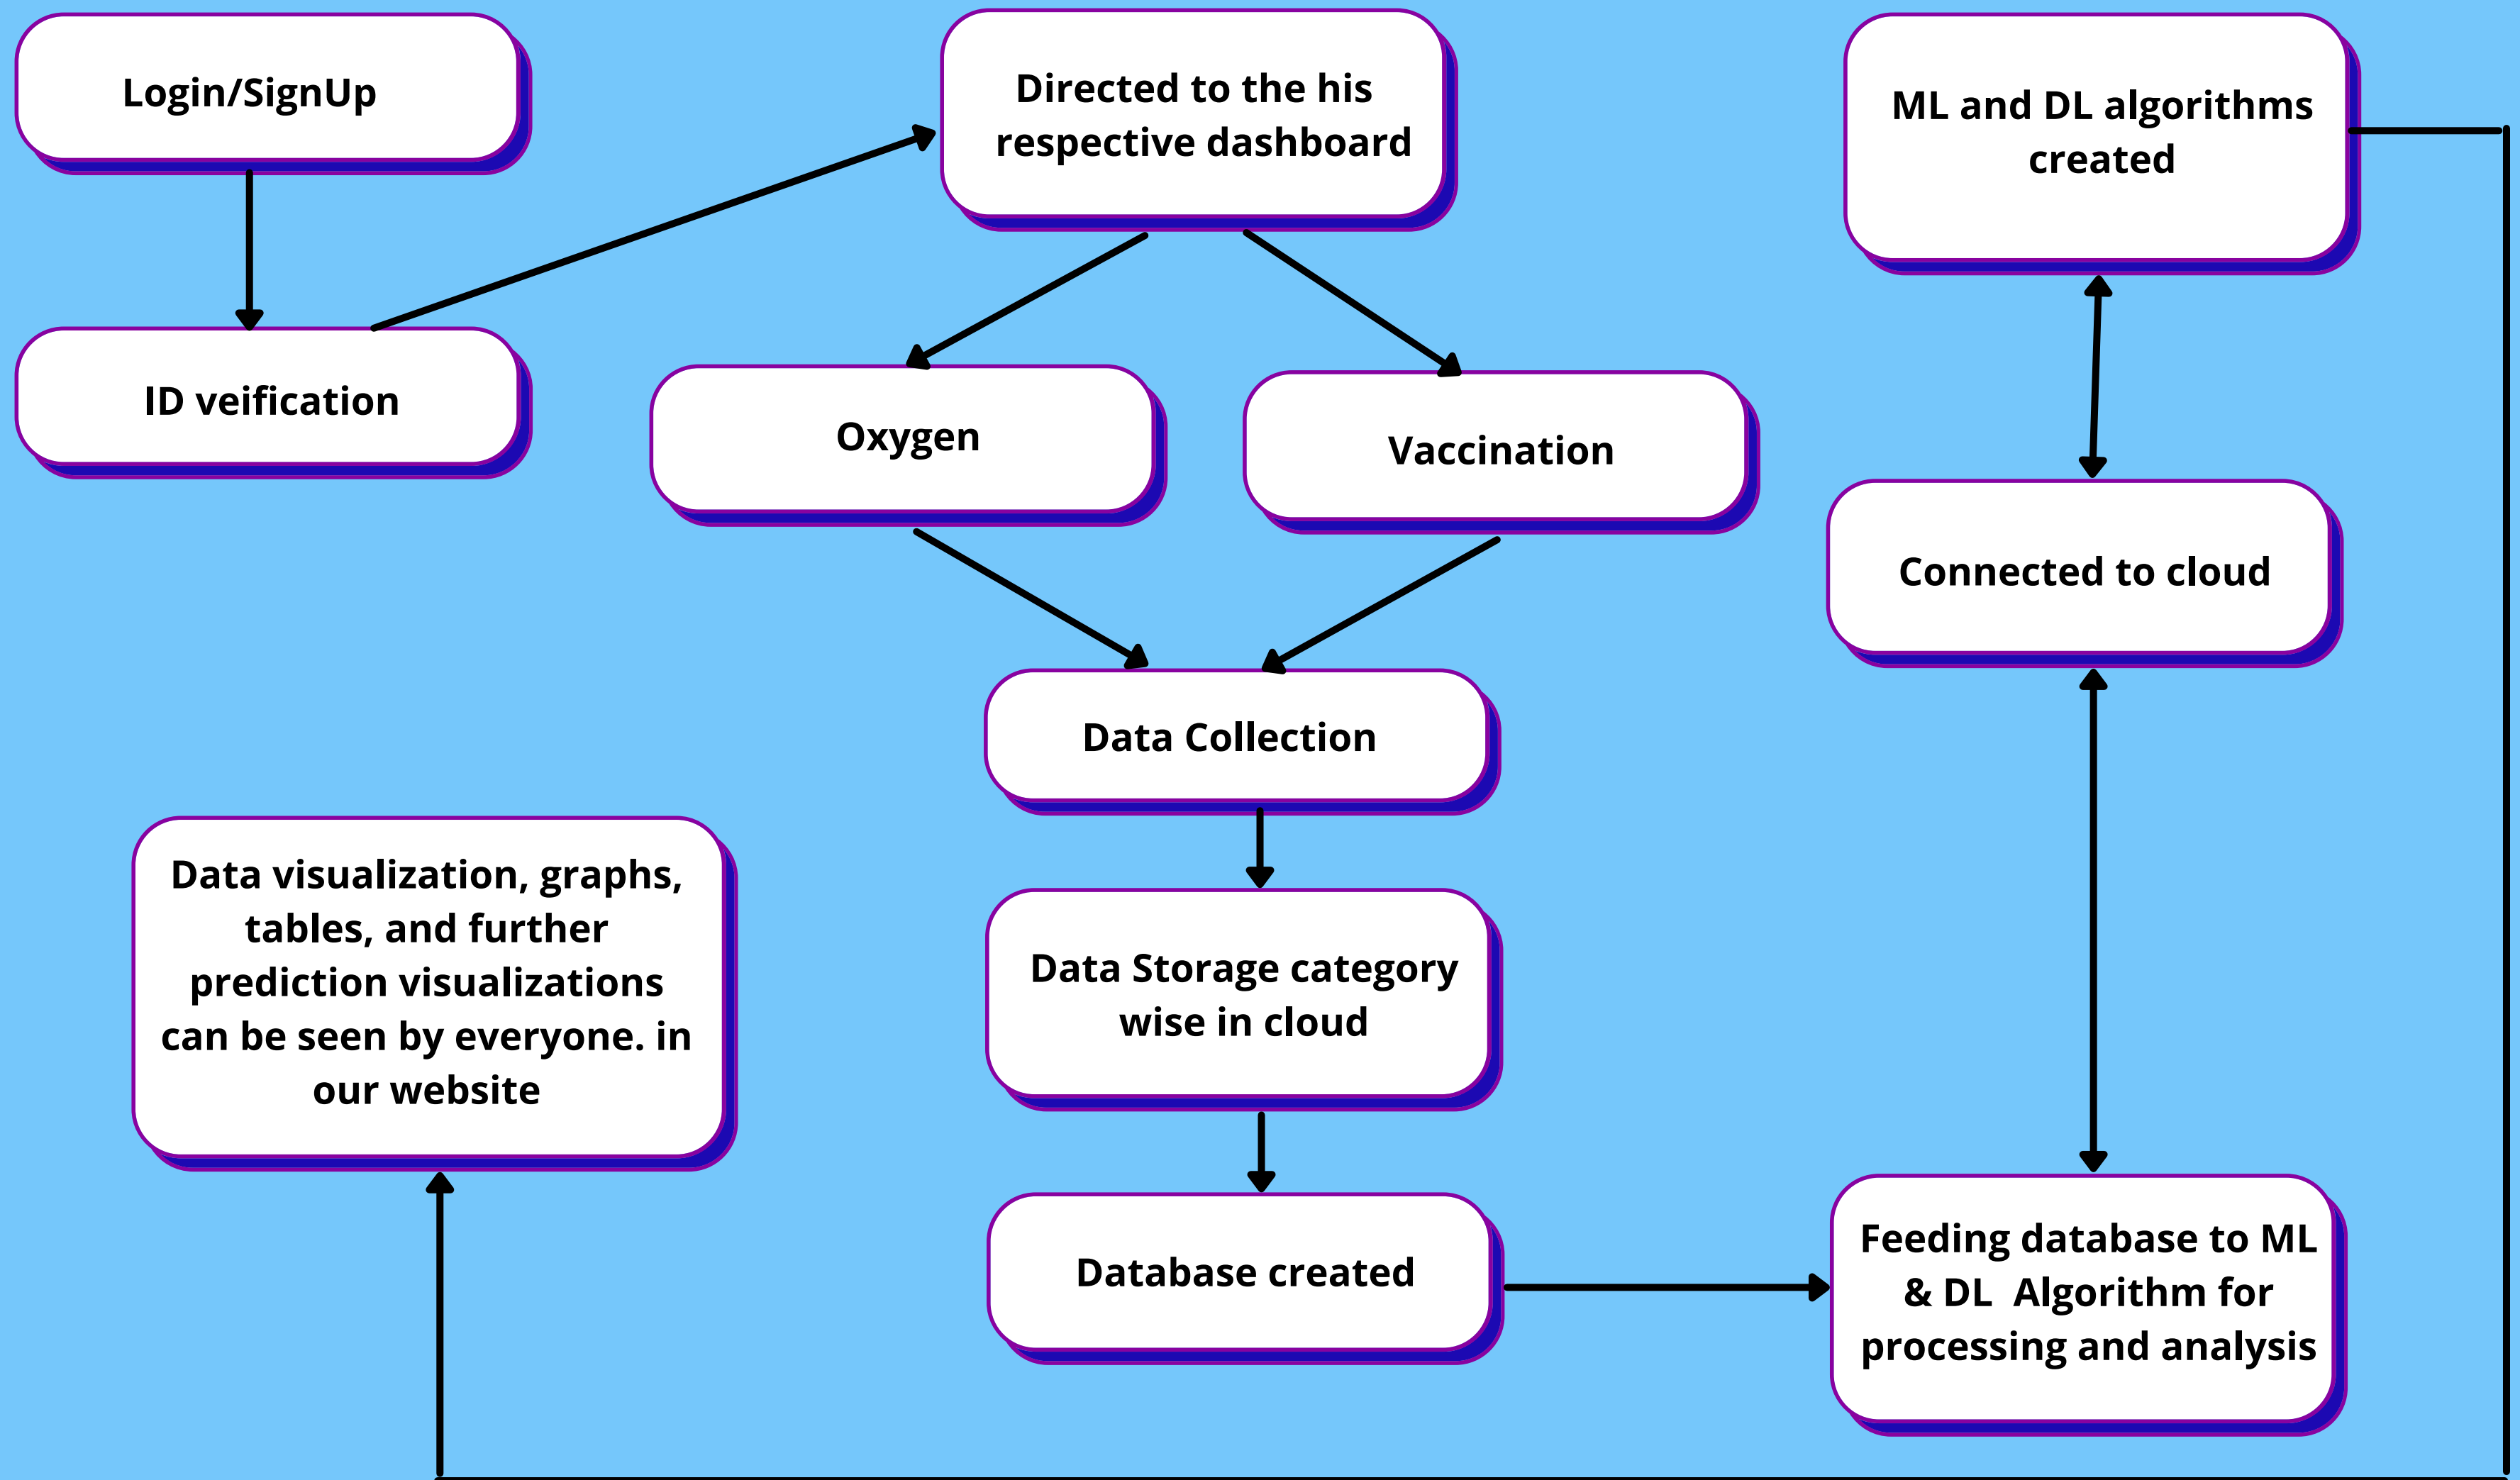 Login/SignUp
ID veification
Directed to the his
respective dashboard
Oxygen
Vaccination
Data Collection
Data Storage category
wise in cloud
Database created
Feeding database to ML
& DL  Algorithm for
processing and analysis
Connected to cloud
ML and DL algorithms
created
Data visualization, graphs,
tables, and further
prediction visualizations
can be seen by everyone. in
our website